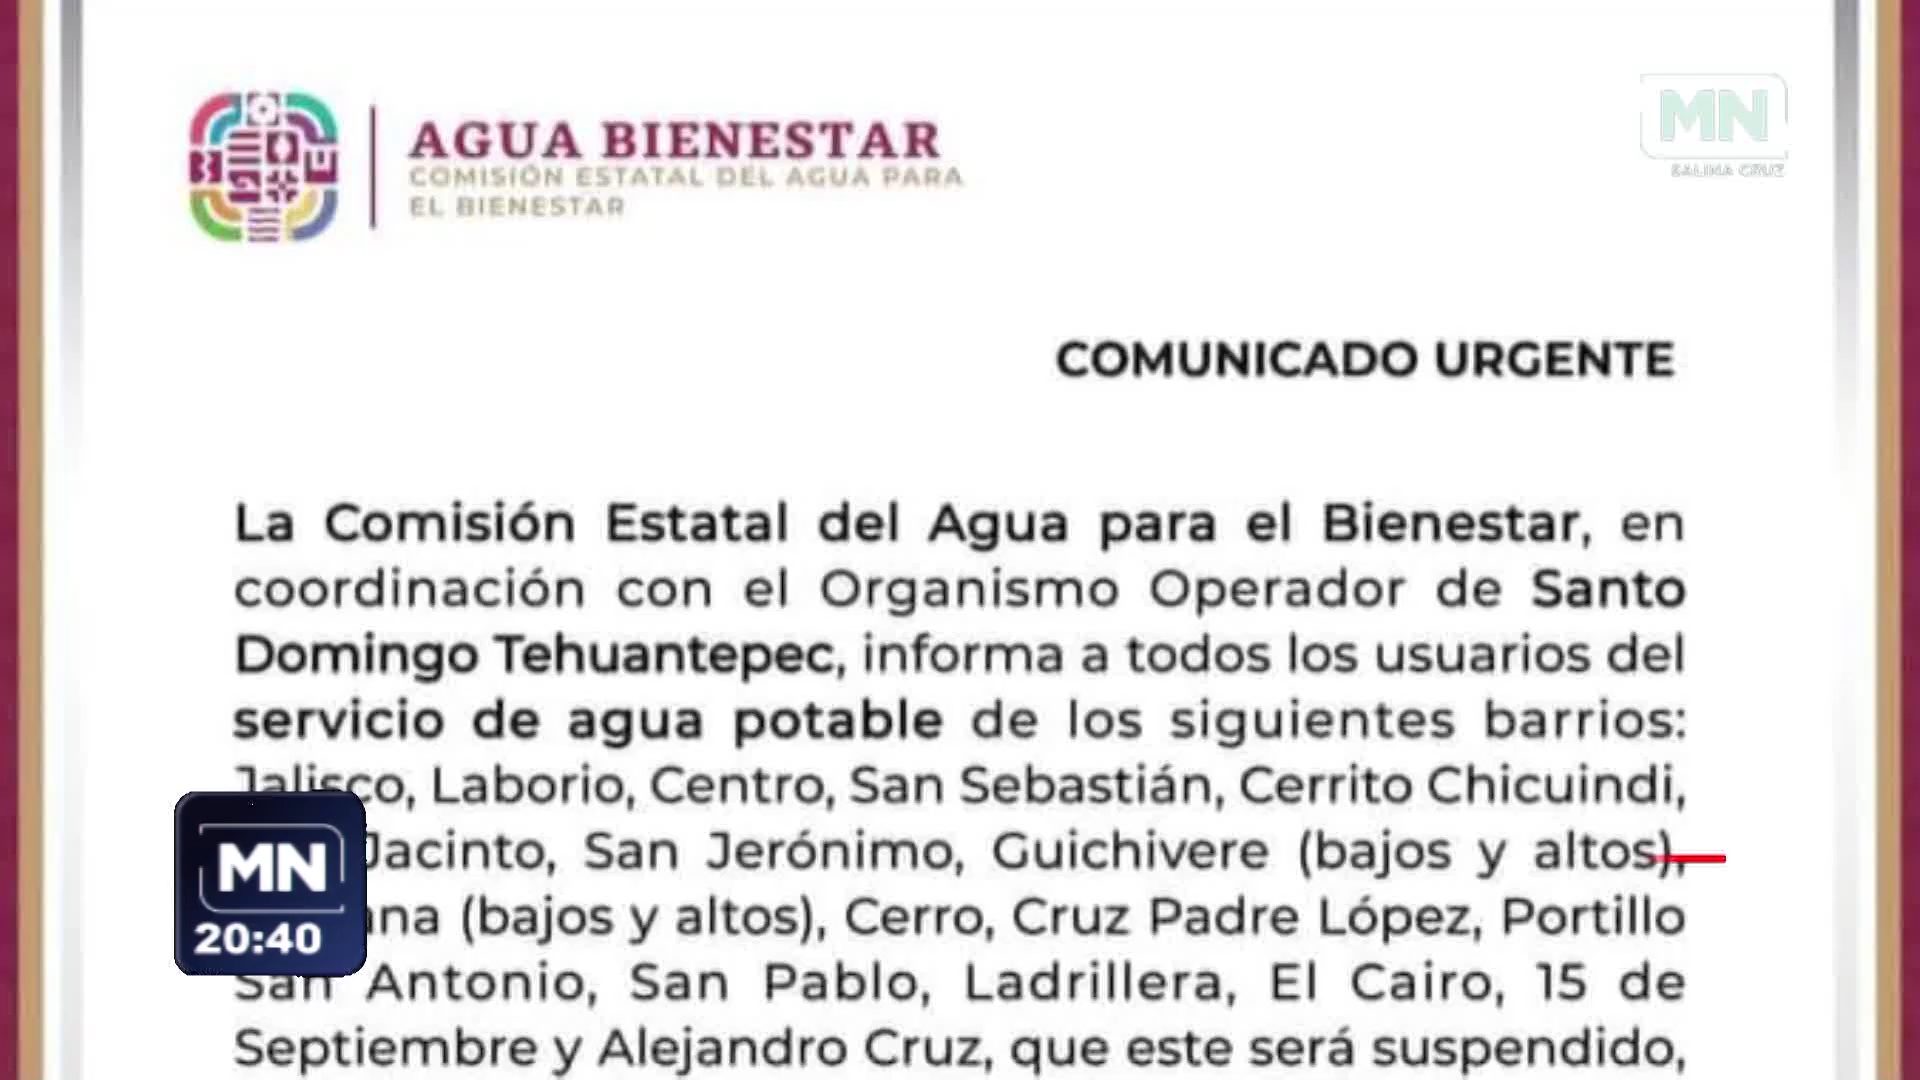 AGUA BIENESTAR
COMISIÓN ESTATAL DEL AGUA PARA
EL BIENESTAR
MN
SALINA CRUZ
COMUNICADO URGENTE
La Comisión Estatal del Agua para el Bienestar, en
coordinación con el Organismo Operador de Santo
Domingo Tehuantepec, informa a todos los usuarios del
servicio de agua potable de los siguientes barrios:
Jalisco, Laborio, Centro, San Sebastián, Cerrito Chicuindi,
Jacinto, San Jerónimo, Guichivere (bajos y altos),
(bajos y altos), Cerro, Cruz Padre López, Portillo
San Antonio, San Pablo, Ladrillera, El Cairo, 15 de
Septiembre y Alejandro Cruz, que este será suspendido,
MN
20:40